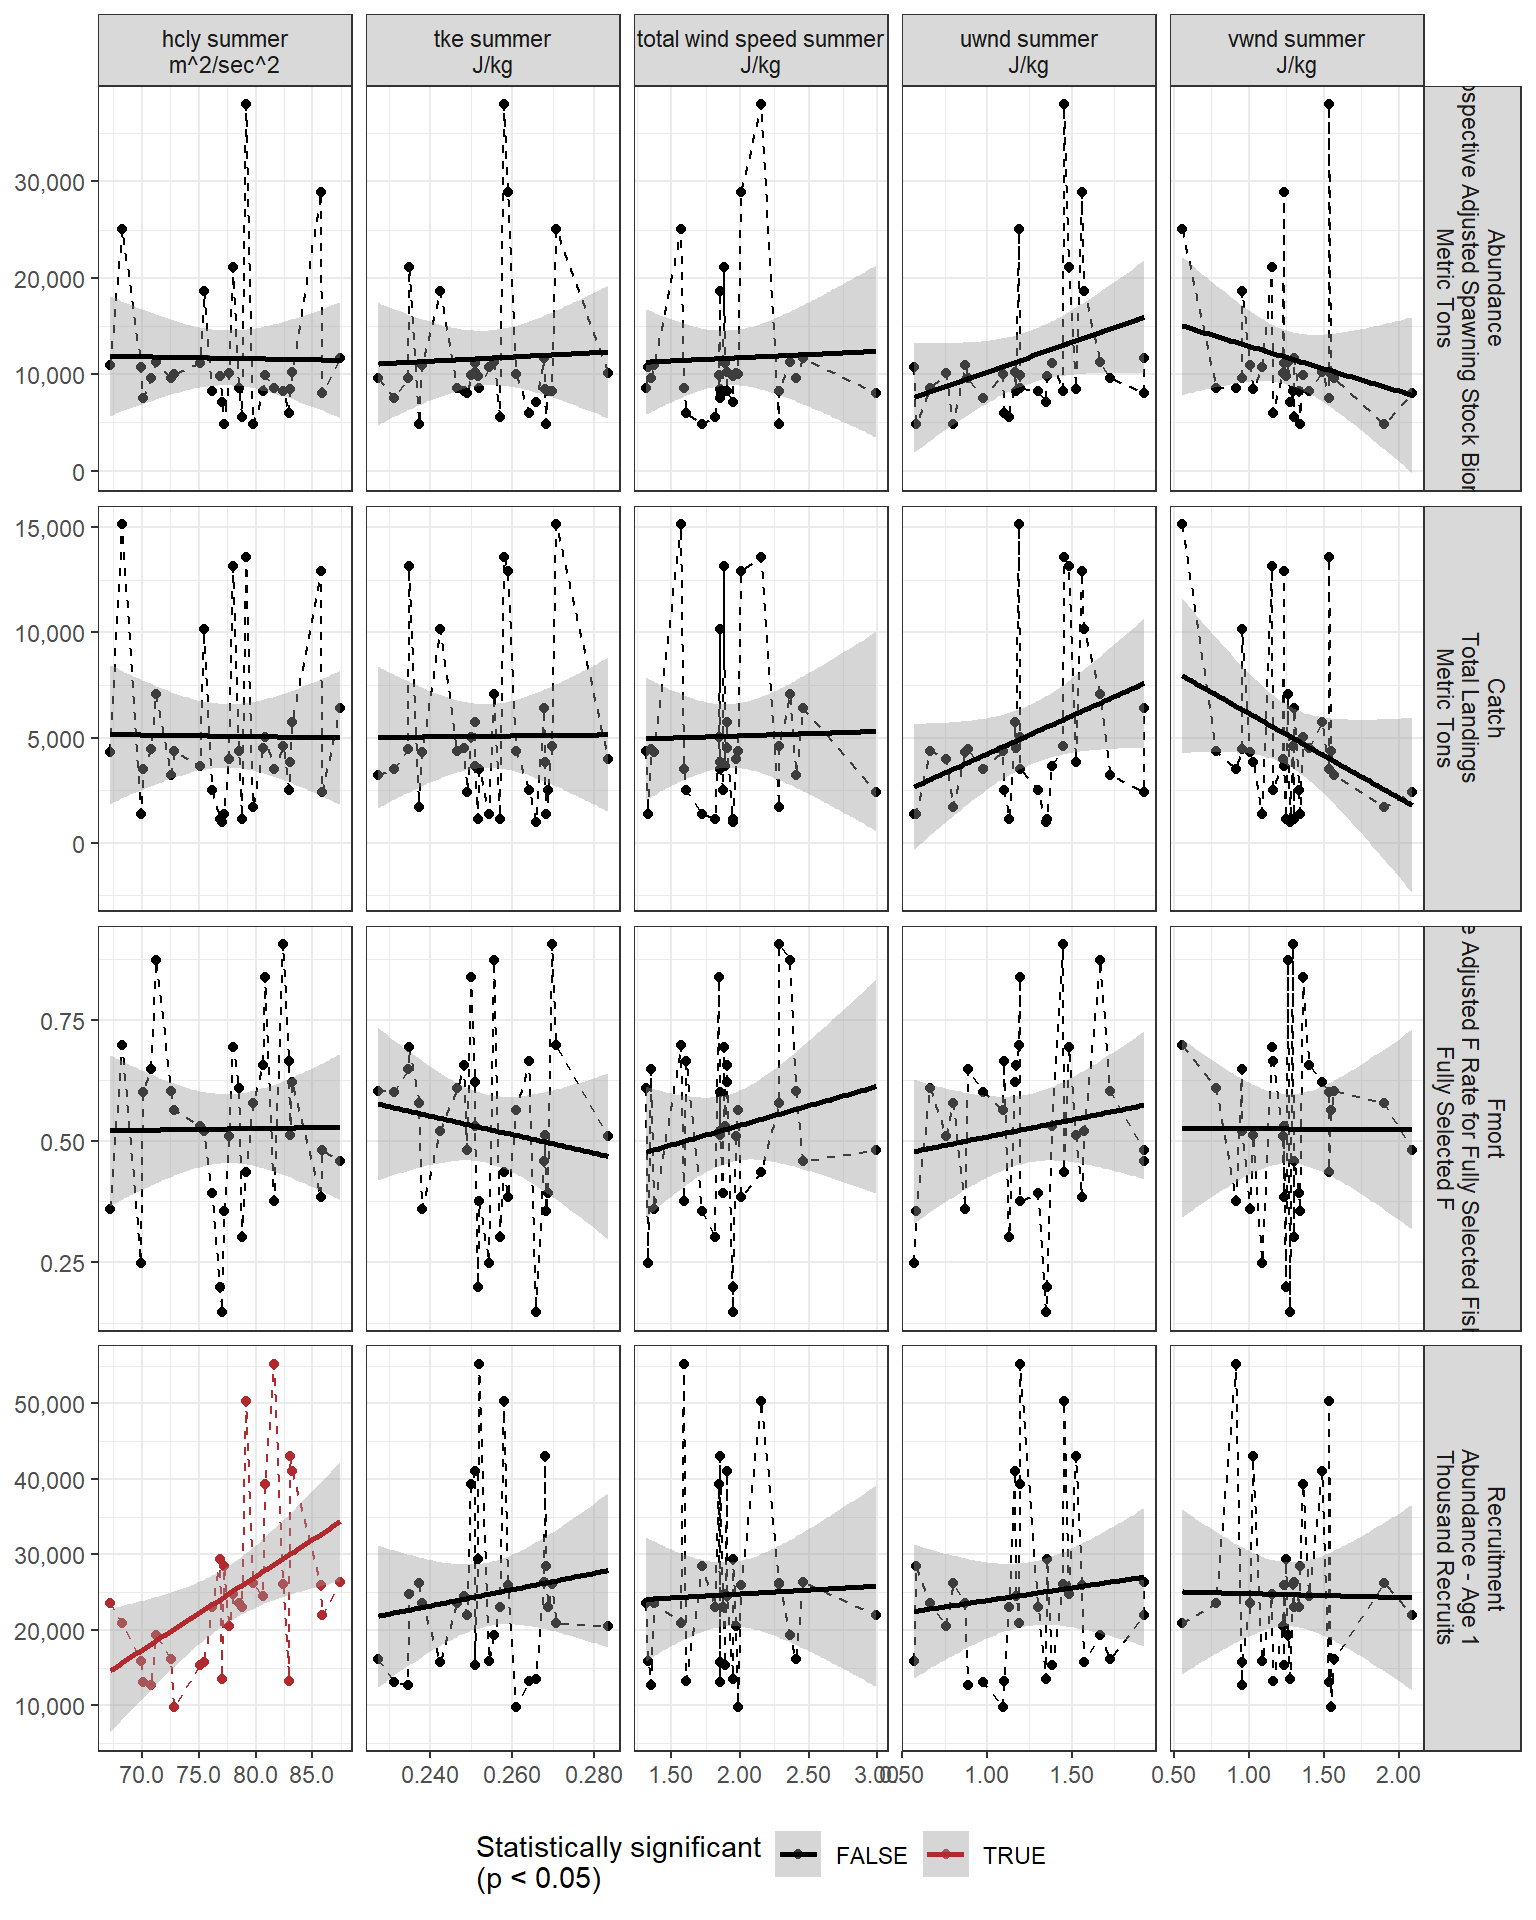 hcly summer
m^2/sec^2
tke summer
J/kg
total wind speed summer
J/kg
uwnd summer
J/kg
vwnd summer
J/kg
30,000
20,000
10,000
0
Abundance
Adjusted Spawning Stock
Metric Tons
15,000
10,000
5,000
0
Catch
Total Landings
Metric Tons
0.75
0.50
0.25
Fmort
Adjusted F Rate for Fully Selected
Fully Selected F
50,000
40,000
30,000
20,000
10,000
Recruitment
Abundance - Age 1
Thousand Recruits
70.0 75.0 80.0 85.0
0.240 0.260 0.280
1.50 2.00 2.50 3.00
0.50 1.00 1.50
0.50 1.00 1.50 2.00
Statistically significant
(p < 0.05)
FALSE
TRUE